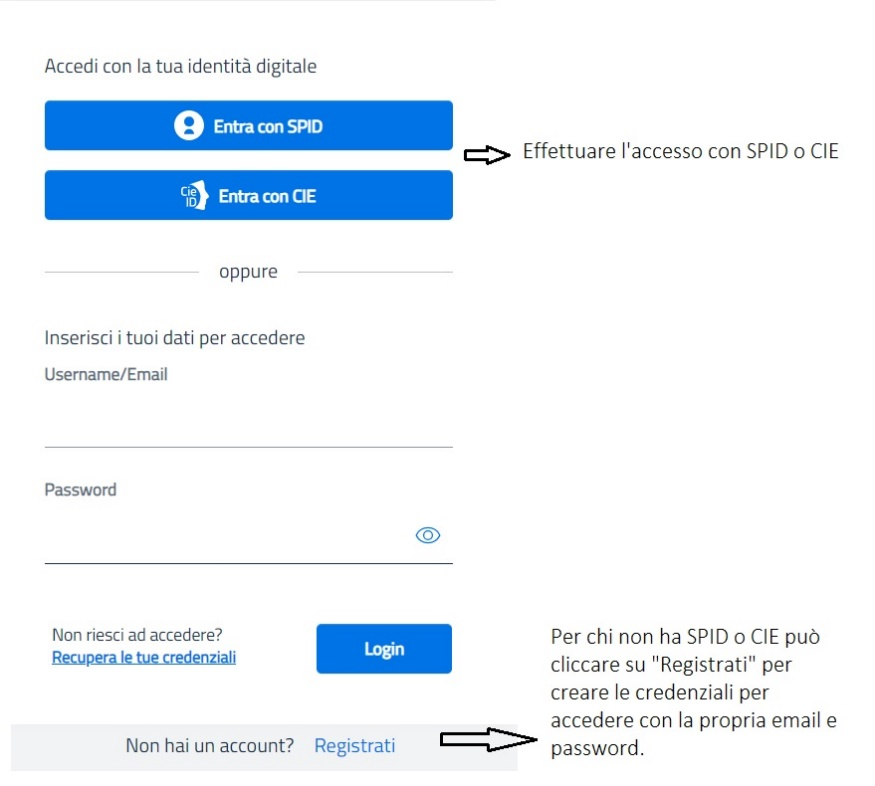 Accedi con la tua identità digitale
Entra con SPID
Effettuare l'accesso con SPID o CIE
Cie
ID
Entra con CIE
oppure
Inserisci i tuoi dati per accedere
Username/Email
Password
Non riesci ad accedere?
Recupera le tue credenziali
Login
Per chi non ha SPID o CIE può
cliccare su "Registrati" per
creare le credenziali per
accedere con la propria email e
password.
Non hai un account? Registrati